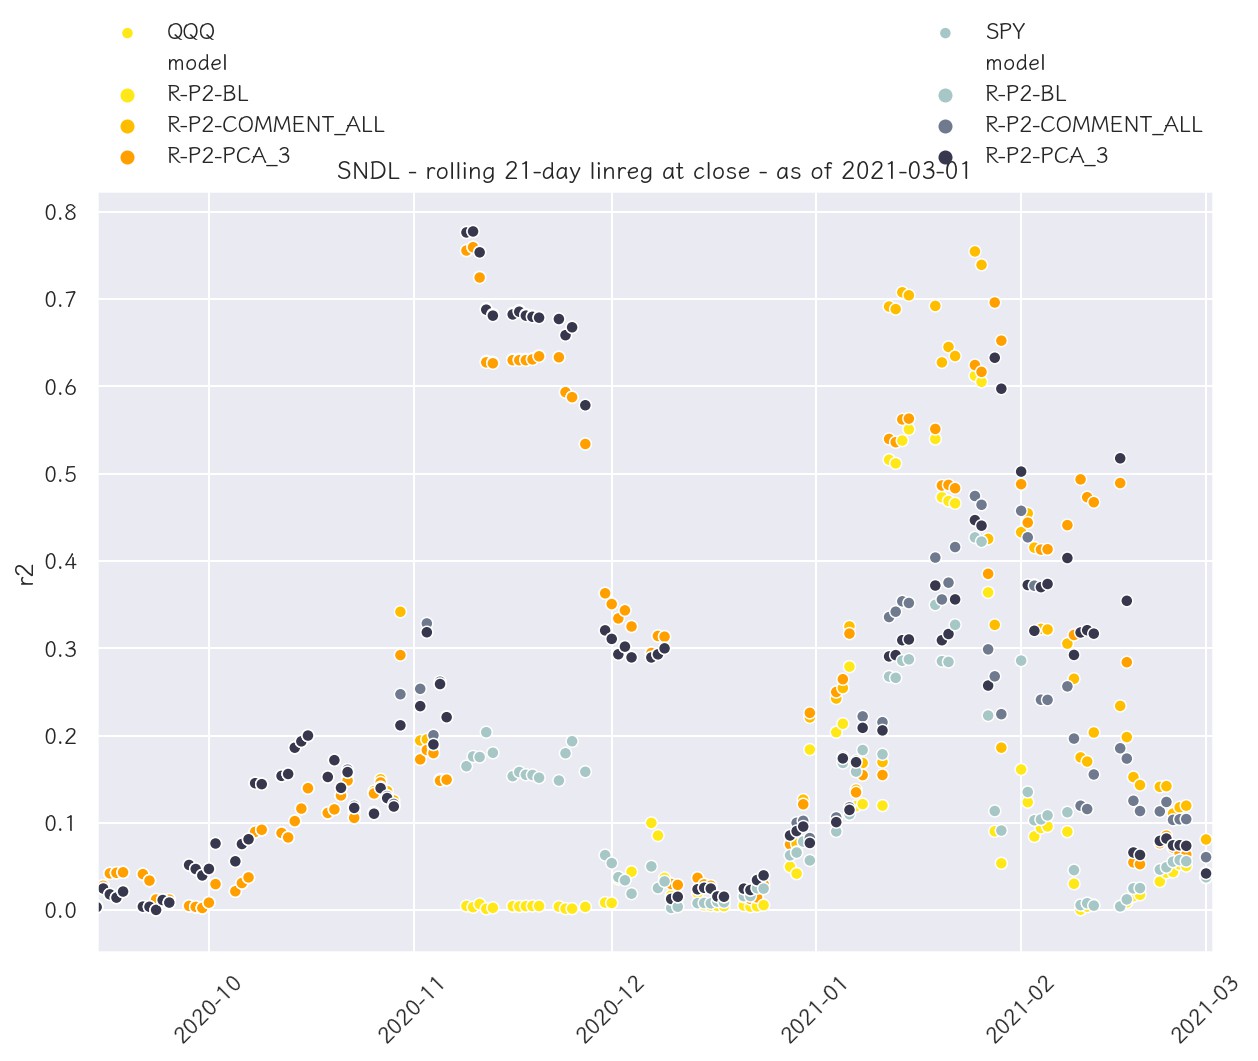 QQQ
model
R-P2-BL
R-P2-COMMENT_ALL
R-P2-PCA_3
SPY
model
R-P2-BL
R-P2-COMMENT_ALL
R-P2-PCA_3
SNDL - rolling 21-day linreg at close - as of 2021-03-01
r2
0.8
0.7
0.6
0.5
0.4
0.3
0.2
0.1
0.0
2020-10
2020-11
2020-12
2021-01
2021-02
2021-03